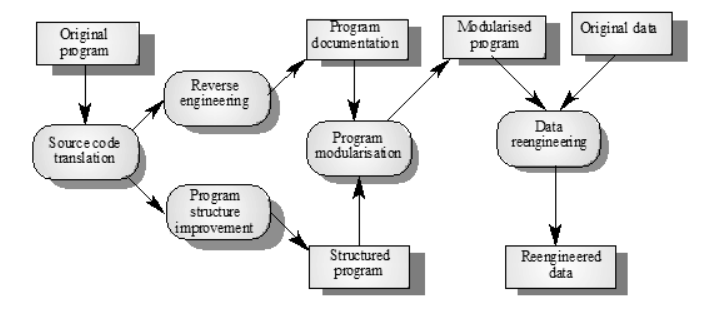 Original
program
Source code
translation
Reverse
engineering
Program
structure
improvement
Program
documentation
Program
modularisation
Structured
program
Modularised
program
Original data
Data
reengineering
Reengineered
data